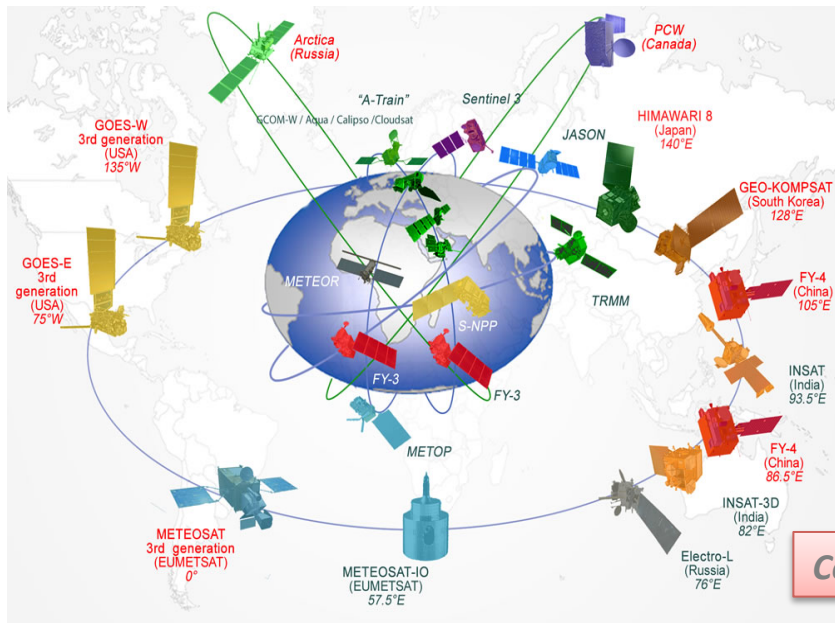 Arctica
(Russia)
PCW
(Canada)
"A-Train"
GCOM-W / Aqua / Calipso /Cloudsat
Sentinel 3
JASON
HIMAWARI 8
(Japan)
140°E
GOES-W
3rd generation
(USA)
135°W
GEO-KOMPSAT
(South Korea)
128°E
GOES-E
3rd
generation
(USA)
75°W
METEOR
TRMM
FY-4
(China)
105°E
S-NPP
INSAT
(India)
93.5°E
FY-3
FY-3
METOP
FY-4
(China)
86.5°E
INSAT-3D
(India)
82°E
METEOSAT
3rd generation
(EUMETSAT)
0°
METEOSAT-IO
(EUMETSAT)
57.5°E
Electro-L
(Russia)
76°E